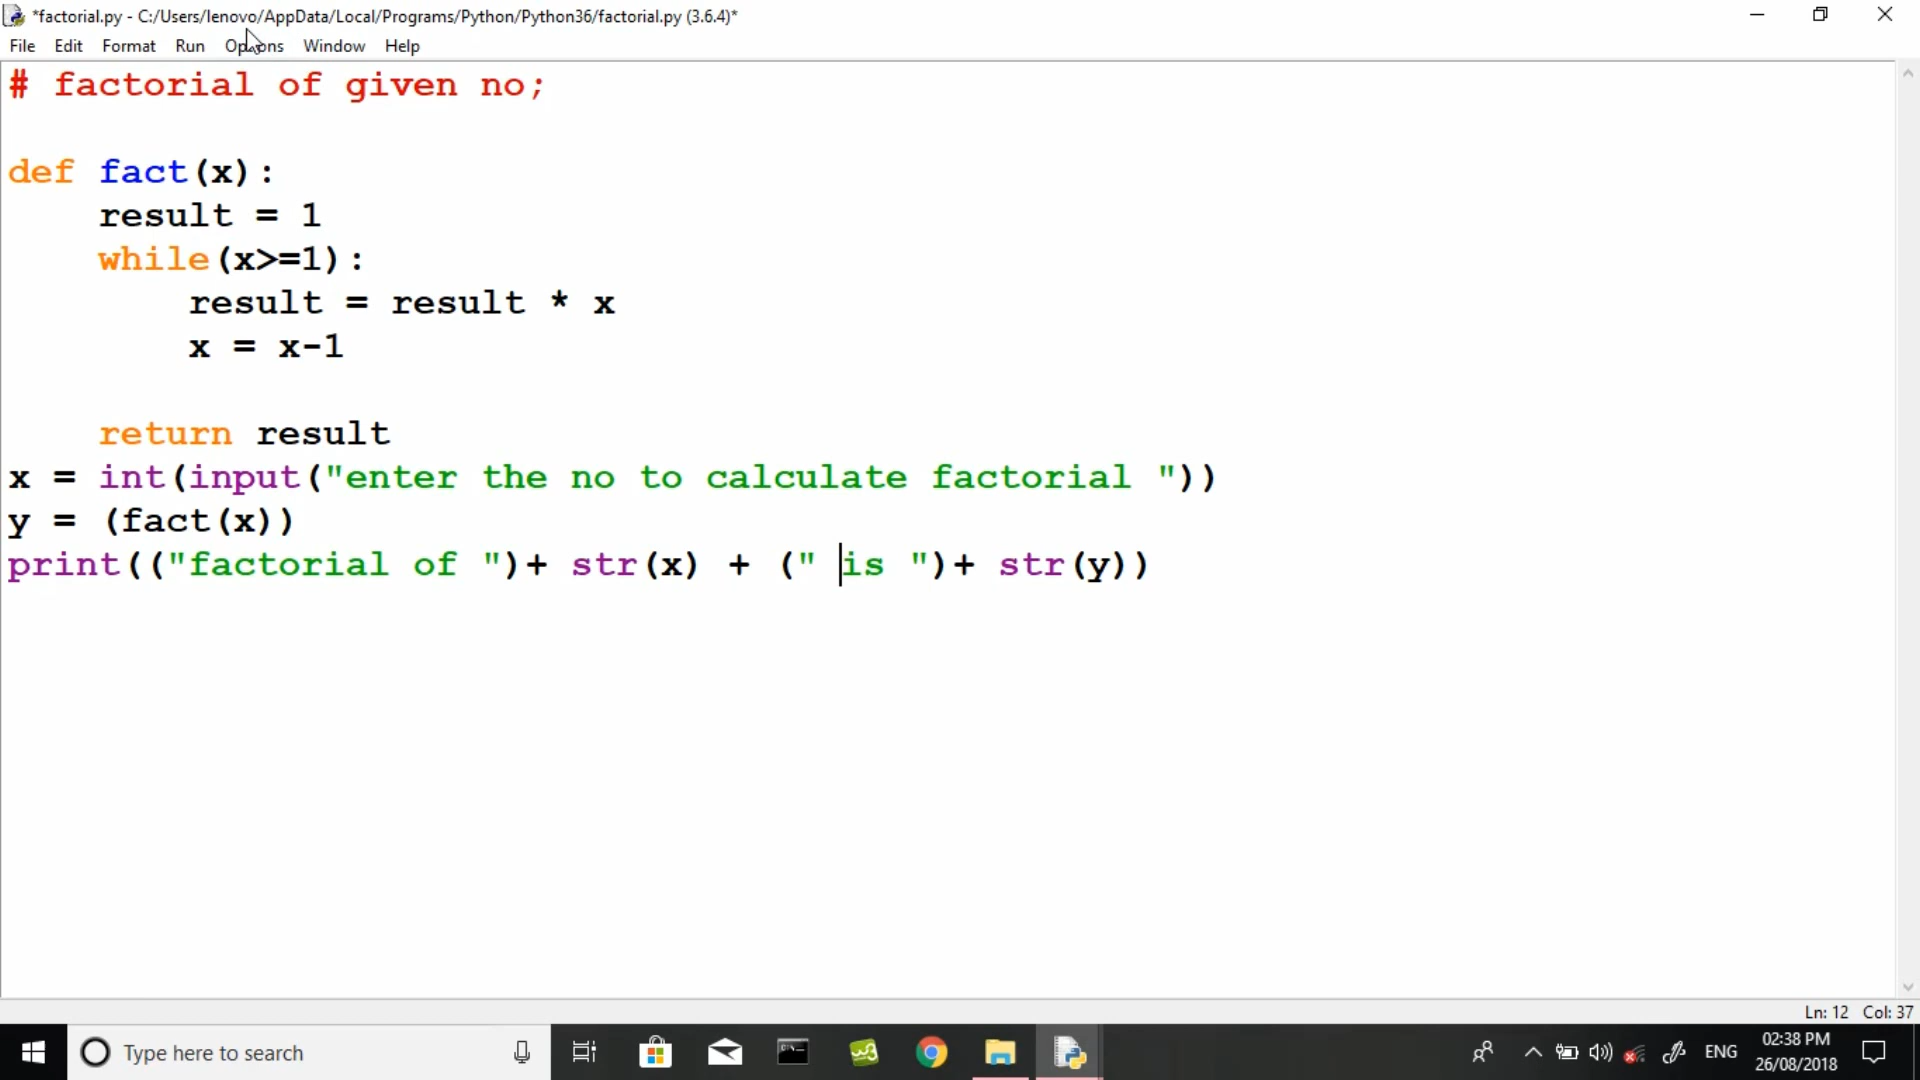 *factorial.py - C:/Users/lenovo/AppData/Local/Programs/Python/Python36/factorial.py (3.6.4)*
File Edit Format Run Options Window Help
# factorial of given no;
def fact(x):
    result = 1
    while(x>=1):
        result = result * x
        x = x-1
    return result
x = int(input("enter the no to calculate factorial "))
y = (fact(x))
print(("factorial of ")+ str(x) + (" is ")+ str(y))
Ln: 12 Col: 37
Type here to search
w3
ENG
02:38 PM
26/08/2018